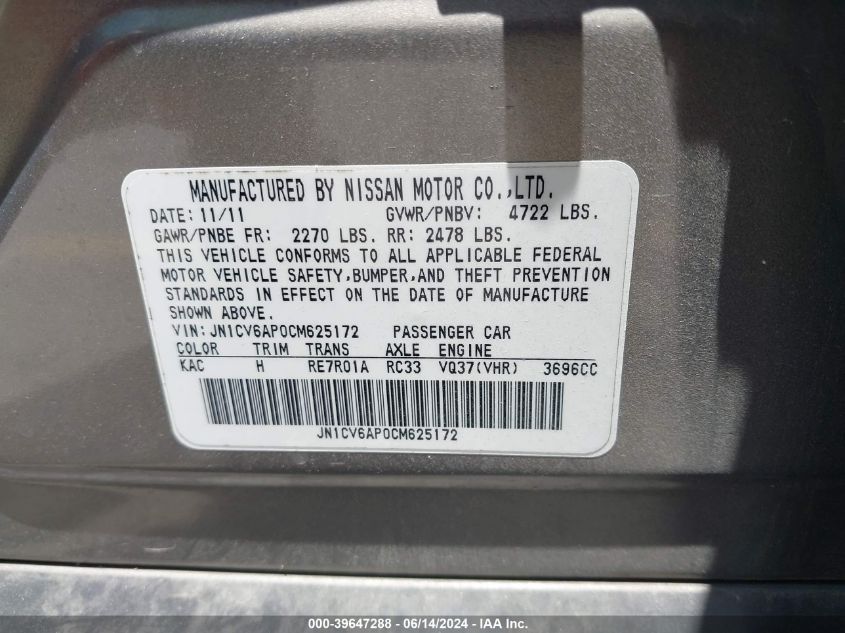 MANUFACTURED BY NISSAN MOTOR CO.,LTD.
DATE: 11/11 GVWR/PNBV: 4722 LBS.
GAWR/PNBE FR: 2270 LBS. RR: 2478 LBS.
THIS VEHICLE CONFORMS TO ALL APPLICABLE FEDERAL
MOTOR VEHICLE SAFETY,BUMPER,AND THEFT PREVENTION
STANDARDS IN EFFECT ON THE DATE OF MANUFACTURE
SHOWN ABOVE.
VIN:JN1CV6AP0CM625172 PASSENGER CAR
COLOR TRIM TRANS AXLE ENGINE
KAC H RE7R01A RC33 VQ37(VHR) 3696CC
JN1CV6AP0CM625172
000-39647288 - 06/14/2024 - IAA Inc.